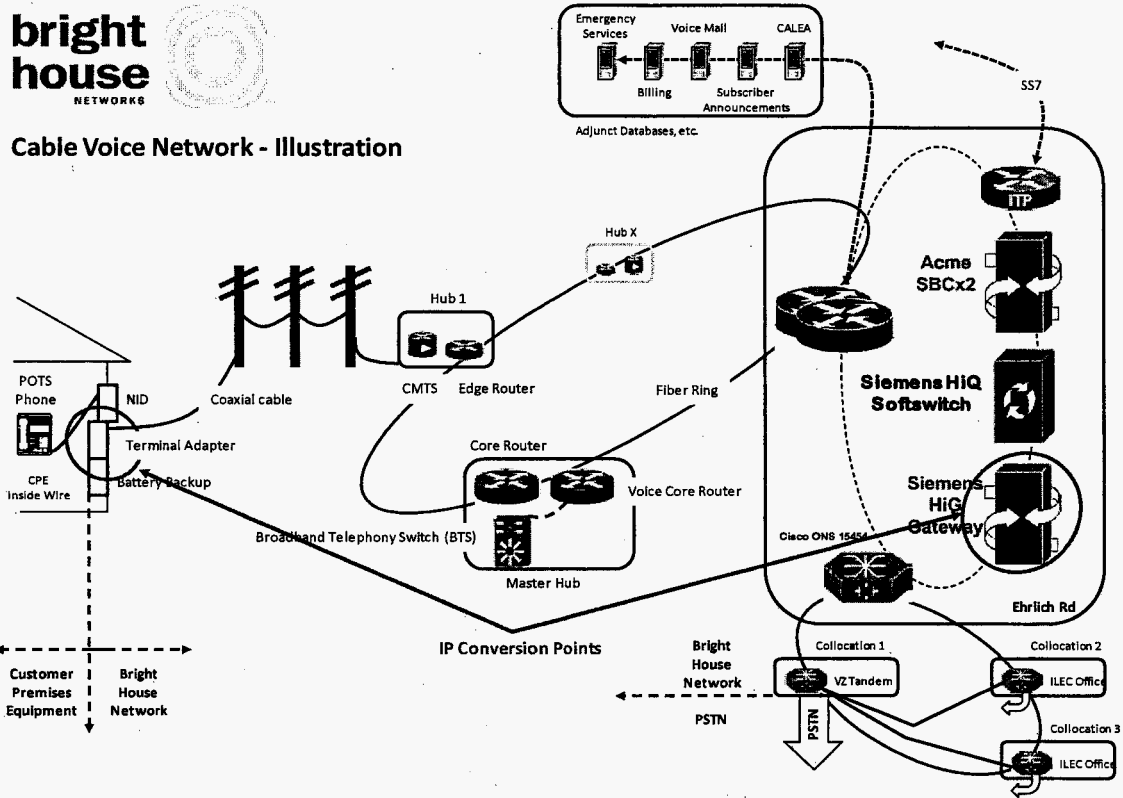 bright
house
NETWORKS
Cable Voice Network - Illustration
Emergency
Services
Voice Mail
CALEA
Billing
Subscriber
Announcements
Adjunct Databases, etc.
SS7
ITP
Acme
SBCx2
Siemens HiQ
Softswitch
Siemens
HiG
Gateway
Cisco ONS 15454
Ehrlich Rd
Hub X
Hub 1
CMTS
Edge Router
Fiber Ring
POTS
Phone
NID
Coaxial cable
Terminal Adapter
CPE
Inside Wire
Battery Backup
Core Router
Voice Core Router
Broadband Telephony Switch (BTS)
Master Hub
IP Conversion Points
Customer
Premises
Equipment
Bright
House
Network
Bright
House
Network
PSTN
Collocation 1
VZ Tandem
PSTN
Collocation 2
ILEC Office
Collocation 3
ILEC Office